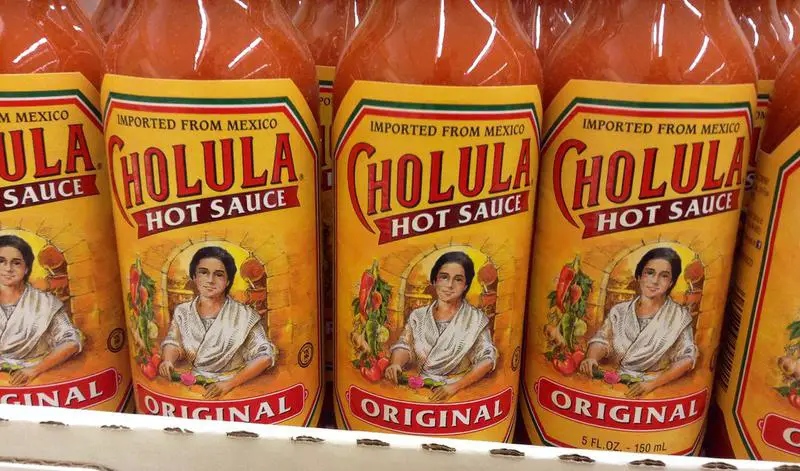 M MEXICO
ULA
SAUCE
INAL
IMPORTED FROM MEXICO
CHOLULA®
HOT SAUCE
ORIGINAL
IMPORTED FROM MEXICO
CHOLULA®
HOT SAUCE
ORIGINAL
IMPORTED FROM MEXICO
CHOLULA
HOT SAUCE
ORIGINAL
5 FL.OZ. - 150 mL